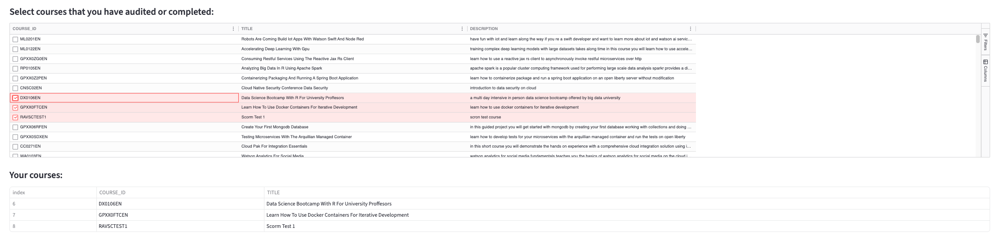 Select courses that you have audited or completed:
COURSE_ID TITLE DESCRIPTION
ML0201EN Robots Are Coming Build Iot Apps With Watson Swift And Node Red have fun with iot and learn along the way if you re a swift developer and want to learn more about iot and watson ai servic...
ML0122EN Accelerating Deep Learning With Gpu training complex deep learning models with large datasets takes along time in this course you will learn how to use accele...
GPXX0ZG0EN Consuming Restful Services Using The Reactive Jax Rs Client learn how to use a reactive jax rs client to asynchronously invoke restful microservices over http
RP0105EN Analyzing Big Data In R Using Apache Spark apache spark is a popular cluster computing framework used for performing large scale data analysis sparkr provides a di...
GPXX0Z2PEN Containerizing Packaging And Running A Spring Boot Application learn how to containerize package and run a spring boot application on an open liberty server without modification
CNSC02EN Cloud Native Security Conference Data Security introduction to data security on cloud
DX0106EN Data Science Bootcamp With R For University Proffesors a multi day intensive in person data science bootcamp offered by big data university
GPXX0FTCEN Learn How To Use Docker Containers For Iterative Development learn how to use docker containers for iterative development
RAVSCTEST1 Scorm Test 1 scron test course
GPXX06RFEN Create Your First Mongodb Database in this guided project you will get started with mongodb by creating your first database working with collections and doing ...
GPXX0SDXEN Testing Microservices With The Arquillian Managed Container learn how to develop tests for your microservices with the arquillian managed container and run the tests on open liberty
CC0271EN Cloud Pak For Integration Essentials in this short course you will demonstrate the hands on experience with a comprehensive cloud integration solution using i...
WA0103EN Watson Analytics For Social Media watson analytics for social media fundamentals teaches you the basics of watson analytics for social media on the cloud i...
Filters
Columns
Your courses:
index COURSE_ID TITLE
6 DX0106EN Data Science Bootcamp With R For University Proffesors
7 GPXX0FTCEN Learn How To Use Docker Containers For Iterative Development
8 RAVSCTEST1 Scorm Test 1